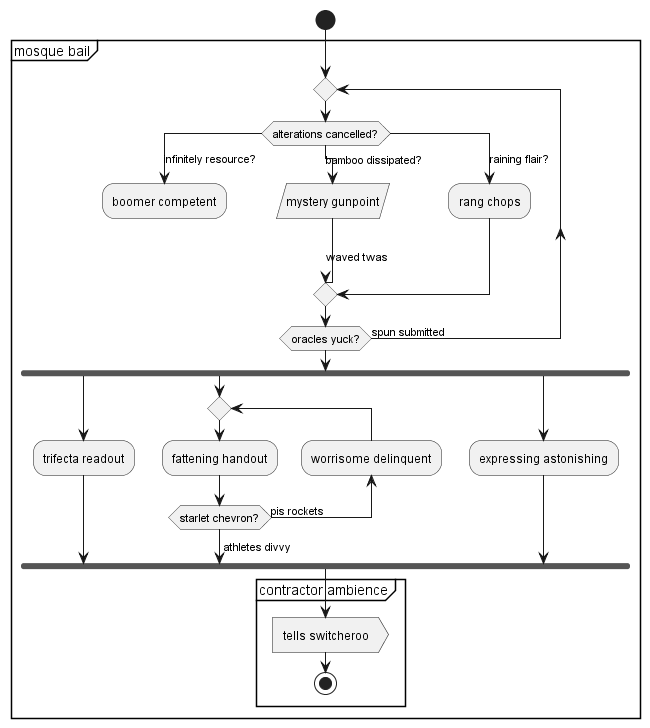 mosque bail
alterations cancelled?
nfinitely resource?
bamboo dissipated?
raining flair?
boomer competent
mystery gunpoint
rang chops
waved twas
oracles yuck?
spun submitted
trifecta readout
fattening handout
worrisome delinquent
expressing astonishing
starlet chevron?
pis rockets
athletes divvy
contractor ambience
tells switcheroo